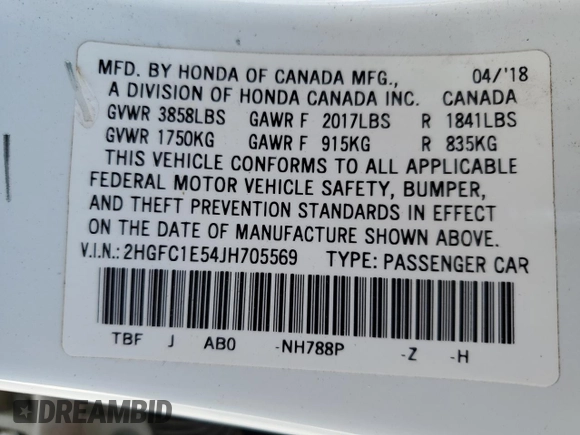 MFD. BY HONDA OF CANADA MFG., 04/'18
A DIVISION OF HONDA CANADA INC. CANADA
GVWR 3858LBS GAWR F 2017LBS R 1841LBS
GVWR 1750KG GAWR F 915KG R 835KG
THIS VEHICLE CONFORMS TO ALL APPLICABLE
FEDERAL MOTOR VEHICLE SAFETY, BUMPER,
AND THEFT PREVENTION STANDARDS IN EFFECT
ON THE DATE OF MANUFACTURE SHOWN ABOVE.
V.I.N.: 2HGFC1E54JH705569 TYPE: PASSENGER CAR
TBF J AB0 -NH788P -Z -H
DREAMBID